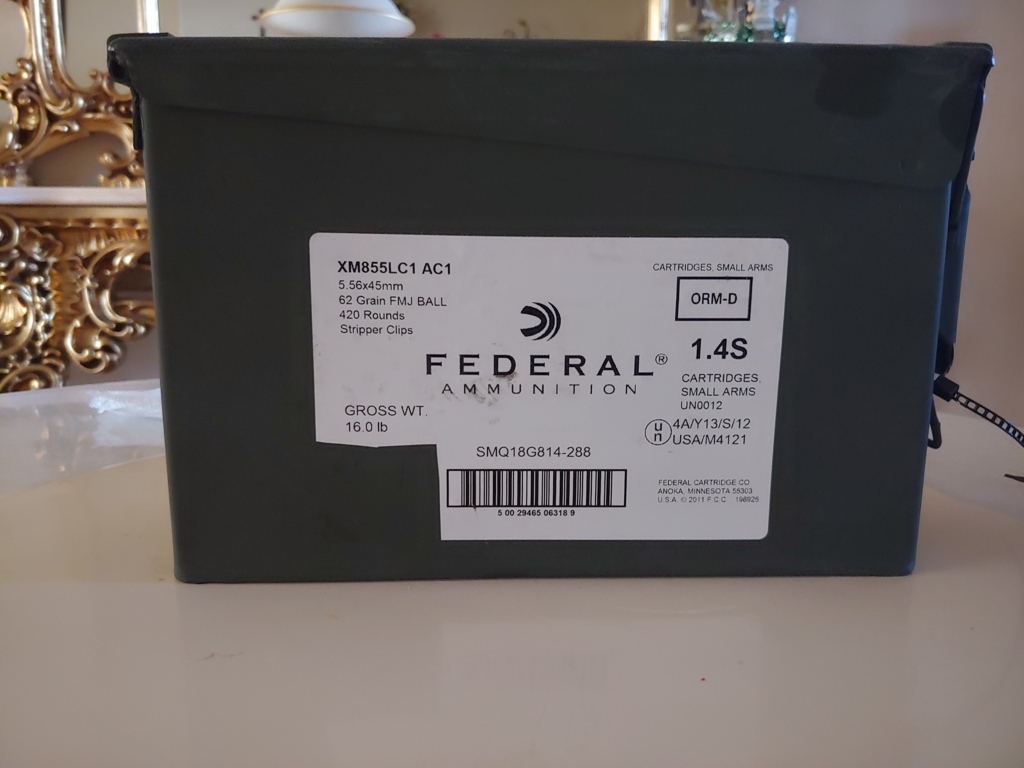 XM855LC1 AC1
5.56x45mm
62 Grain FMJ BALL
420 Rounds
Stripper Clips
GROSS WT.
16.0 lb
FEDERAL®
AMMUNITION
SMQ18G814-288
5 00 29465 06318 9
CARTRIDGES, SMALL ARMS
ORM-D
1.4S
CARTRIDGES,
SMALL ARMS
UN0012
un 4A/Y13/S/12
USA/M4121
FEDERAL CARTRIDGE CO
ANOKA, MINNESOTA 55303
U.S.A. © 2011 F.C.C. 198925